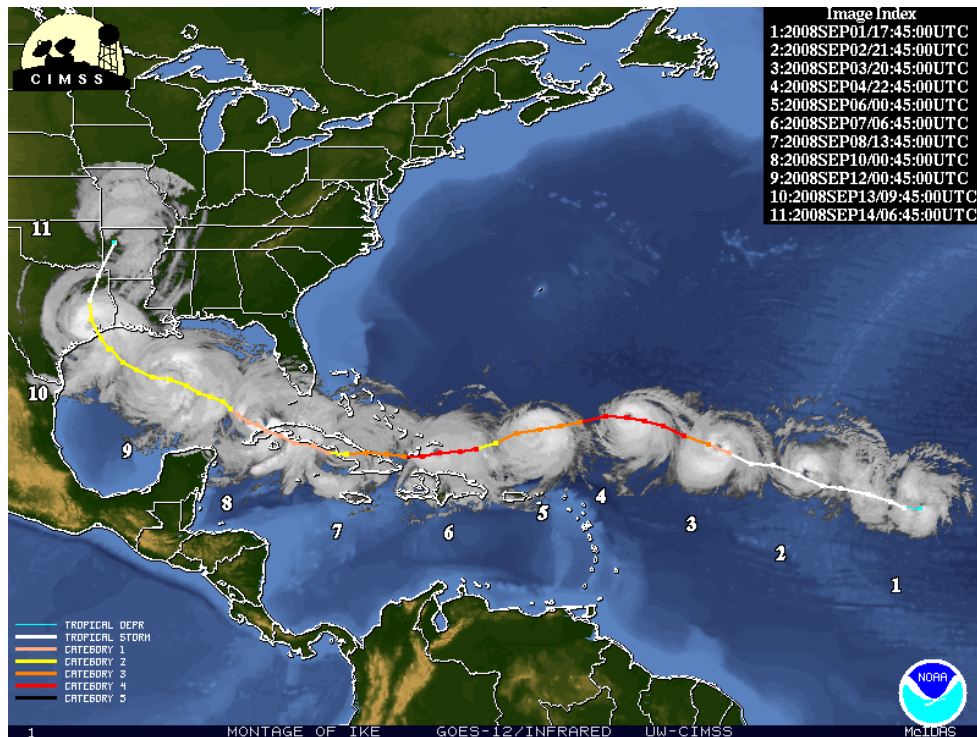 CIMSS
Image Index
1:2008SEP01/17:45:00UTC
2:2008SEP02/21:45:00UTC
3:2008SEP03/20:45:00UTC
4:2008SEP04/22:45:00UTC
5:2008SEP06/00:45:00UTC
6:2008SEP07/06:45:00UTC
7:2008SEP08/13:45:00UTC
8:2008SEP10/00:45:00UTC
9:2008SEP12/00:45:00UTC
10:2008SEP13/09:45:00UTC
11:2008SEP14/06:45:00UTC
11
10
9
8
7
6
5
4
3
2
1
TROPICAL DEPR
TROPICAL STORM
CATEGORY 1
CATEGORY 2
CATEGORY 3
CATEGORY 4
CATEGORY 5
NOAA
1 MONTAGE OF IKE GOES-12/INFRARED UW-CIMSS McIDAS